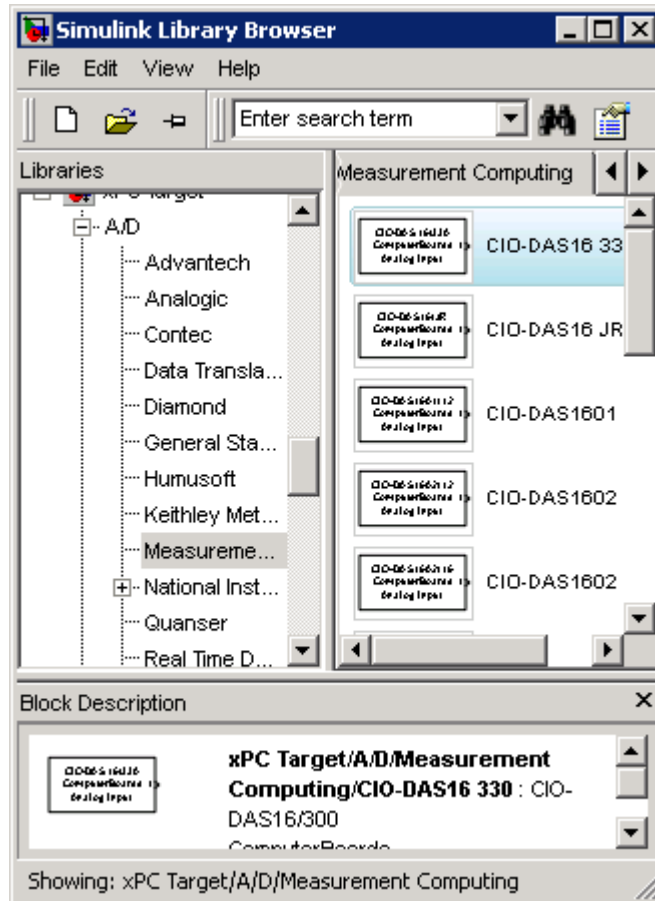 Simulink Library Browser
File Edit View Help
Enter search term
Libraries
Measurement Computing
A/D
Advantech
Analogic
Contec
Data Transla...
Diamond
General Sta...
Humusoft
Keithley Met...
Measureme...
National Inst...
Quanser
Real Time D...
CIO-DAS16 33
CIO-DAS16 JR
CIO-DAS1601
CIO-DAS1602
CIO-DAS1602
Block Description
xPC Target/A/D/Measurement
Computing/CIO-DAS16 330 : CIO-
DAS16/300
Showing: xPC Target/A/D/Measurement Computing